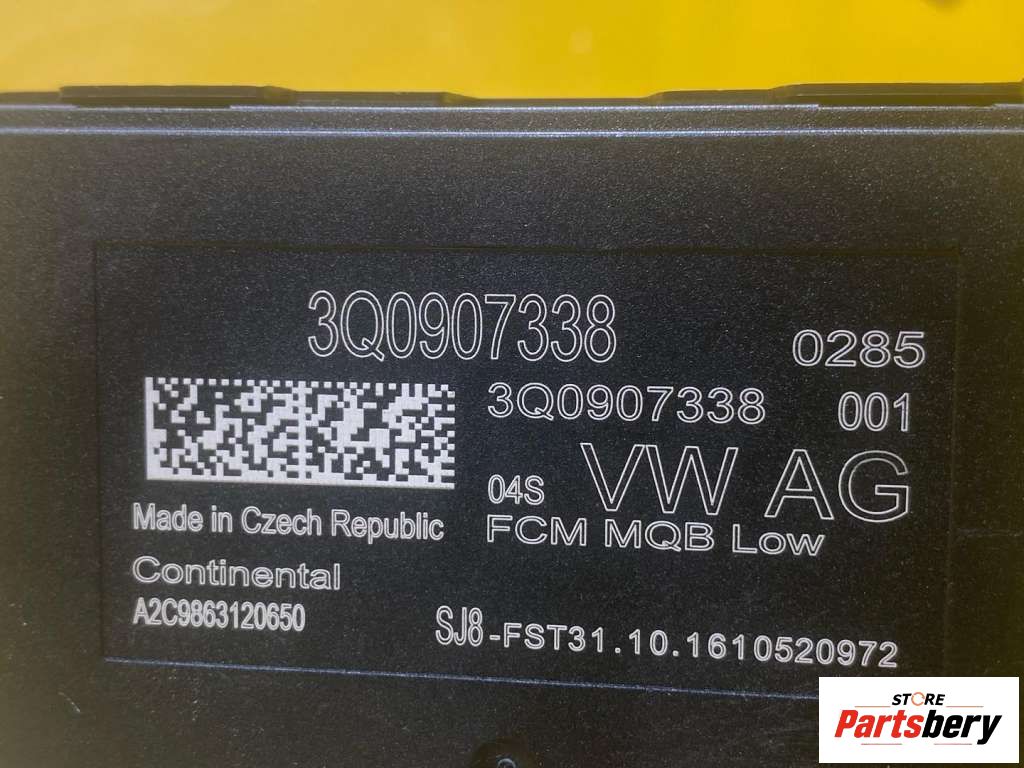 3Q0907338
0285
3Q0907338 001
04S VW AG
FCM MQB Low
Made in Czech Republic
Continental
A2C9863120650
SJ8-FST31.10.1610520972
STORE
Partsbery